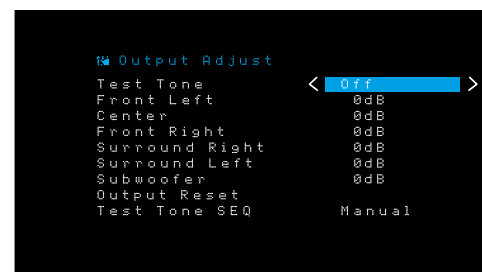 Output Adjust
Test Tone < Off >
Front Left 0dB
Center 0dB
Front Right 0dB
Surround Right 0dB
Surround Left 0dB
Subwoofer 0dB
Output Reset
Test Tone SEQ Manual